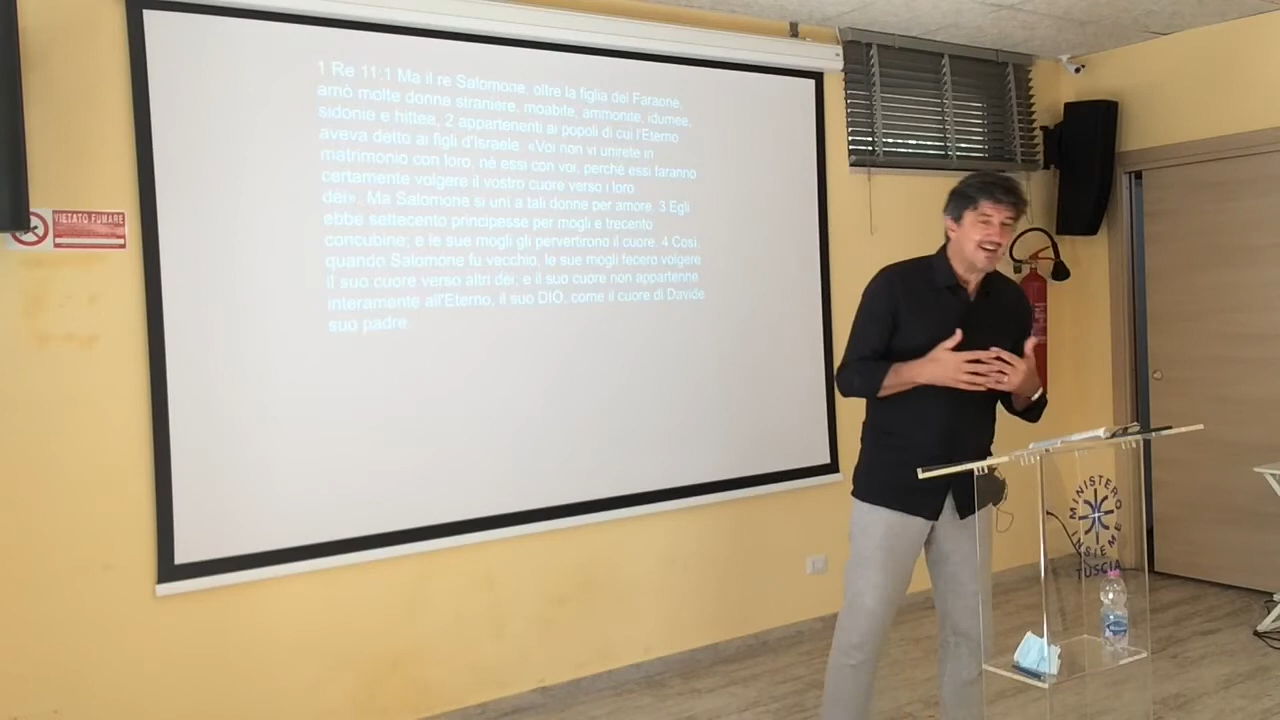 1 Re 11:1 Ma il re Salomone, oltre la figlia del Faraone,
amò molte donne straniere, moabite, ammonite, idumee,
sidonie e hittee, 2 appartenenti ai popoli di cui l'Eterno
aveva detto ai figli d'Israele. «Voi non vi unirete in
matrimonio con loro, né essi con voi, perché essi faranno
certamente volgere il vostro cuore verso i loro
dei». Ma Salomone si unì a tali donne per amore. 3 Egli
ebbe settecento principesse per mogli e trecento
concubine; e le sue mogli gli pervertirono il cuore. 4 Così,
quando Salomone fu vecchio, le sue mogli fecero volgere
il suo cuore verso altri dei; e il suo cuore non appartenne
interamente all'Eterno, il suo DIO, come il cuore di Davide
suo padre.
VIETATO FUMARE
MINISTERO
INSIEME
TUSCIA